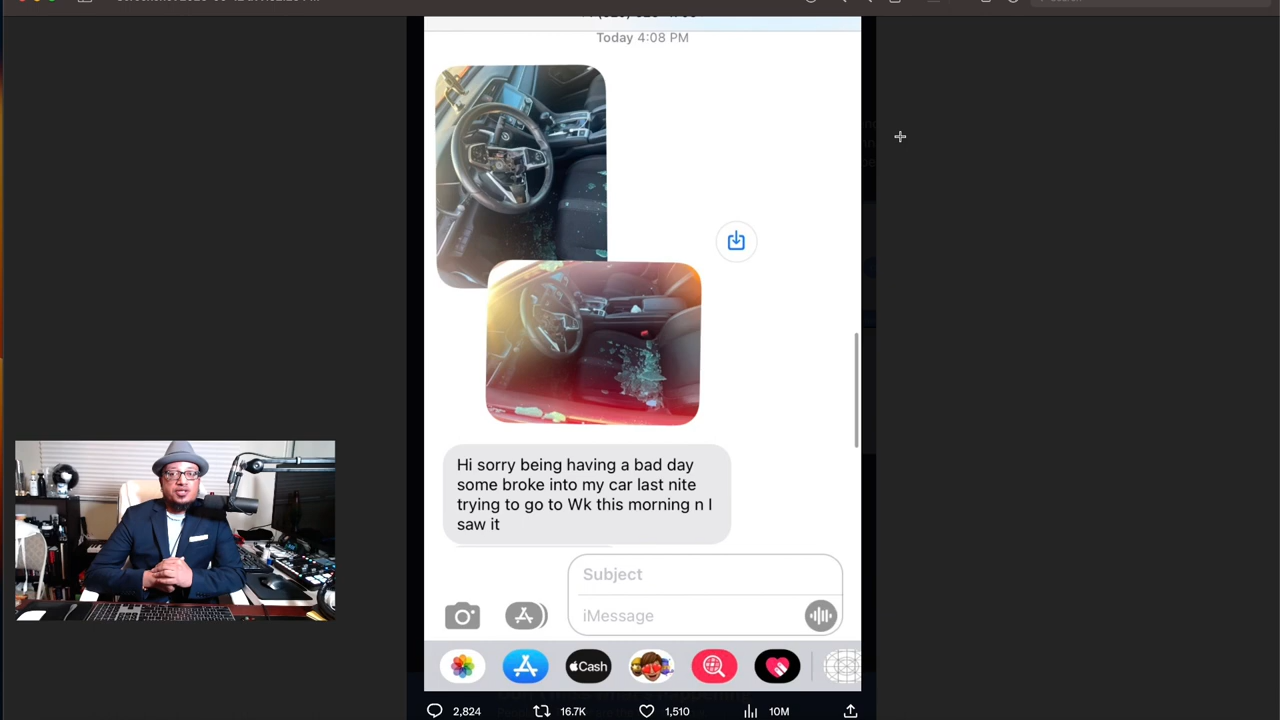 Today 4:08 PM
Hi sorry being having a bad day
some broke into my car last nite
trying to go to Wk this morning n I
saw it
Subject
iMessage
Cash
2,824
16.7K
1,510
10M